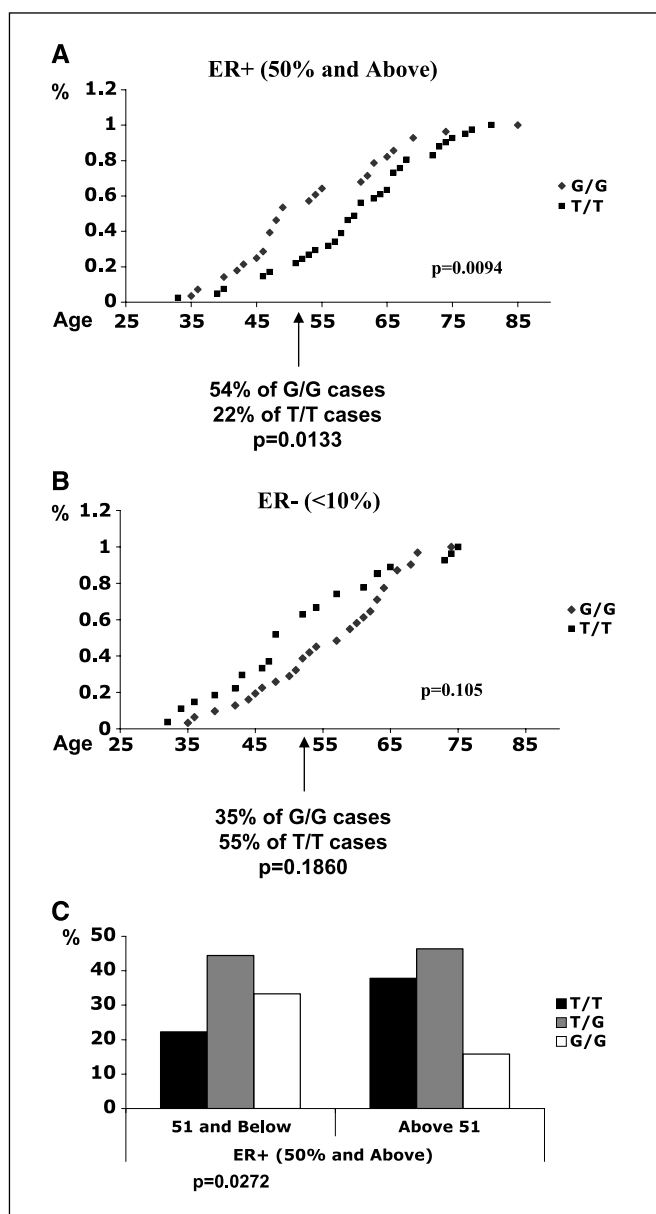 A
ER+ (50% and Above)
%
1.2
1
0.8
0.6
0.4
0.2
0
G/G
T/T
p=0.0094
Age 25 35 45 55 65 75 85
54% of G/G cases
22% of T/T cases
p=0.0133
B
ER- (<10%)
%
1.2
1
0.8
0.6
0.4
0.2
0
G/G
T/T
p=0.105
Age 25 35 45 55 65 75 85
35% of G/G cases
55% of T/T cases
p=0.1860
C
%
50
40
30
20
10
0
T/T
T/G
G/G
51 and Below Above 51
ER+ (50% and Above)
p=0.0272